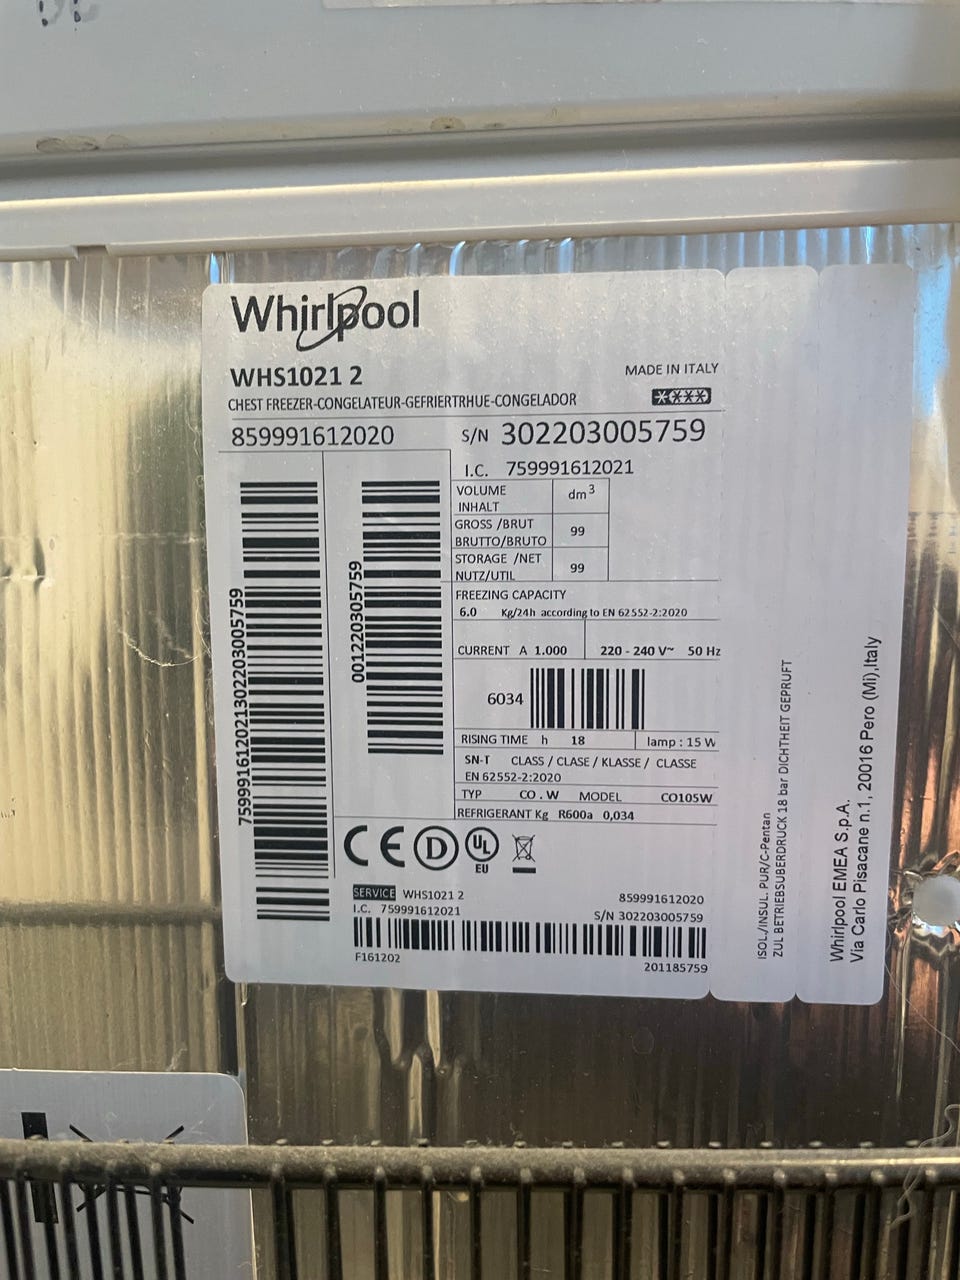 Whirlpool
WHS1021 2
MADE IN ITALY
CHEST FREEZER-CONGELATEUR-GEFRIERTRHUE-CONGELADOR
859991612020
S/N 302203005759
I.C. 759991612021
VOLUME
INHALT
dm3
GROSS /BRUT
BRUTTO/BRUTO
99
STORAGE /NET
NUTZ/UTIL
99
FREEZING CAPACITY
6.0 Kg/24h according to EN 62552-2:2020
CURRENT A 1.000
220 - 240 V~ 50 Hz
6034
RISING TIME h 18
lamp : 15 W
SN-T CLASS / CLASE / KLASSE / CLASSE
EN 62552-2:2020
TYP CO . W MODEL CO105W
REFRIGERANT Kg R600a 0,034
759991612021302203005759
001220305759
CE D UL
EU
SERVICE WHS1021 2
859991612020
I.C. 759991612021
S/N 302203005759
F161202
201185759
ISOL./INSUL. PUR/C-Pentan
ZUL BETRIEBSUBERDRUCK 18 bar DICHTHEIT GEPRUFT
Whirlpool EMEA S.p.A.
Via Carlo Pisacane n.1, 20016 Pero (Mi),Italy